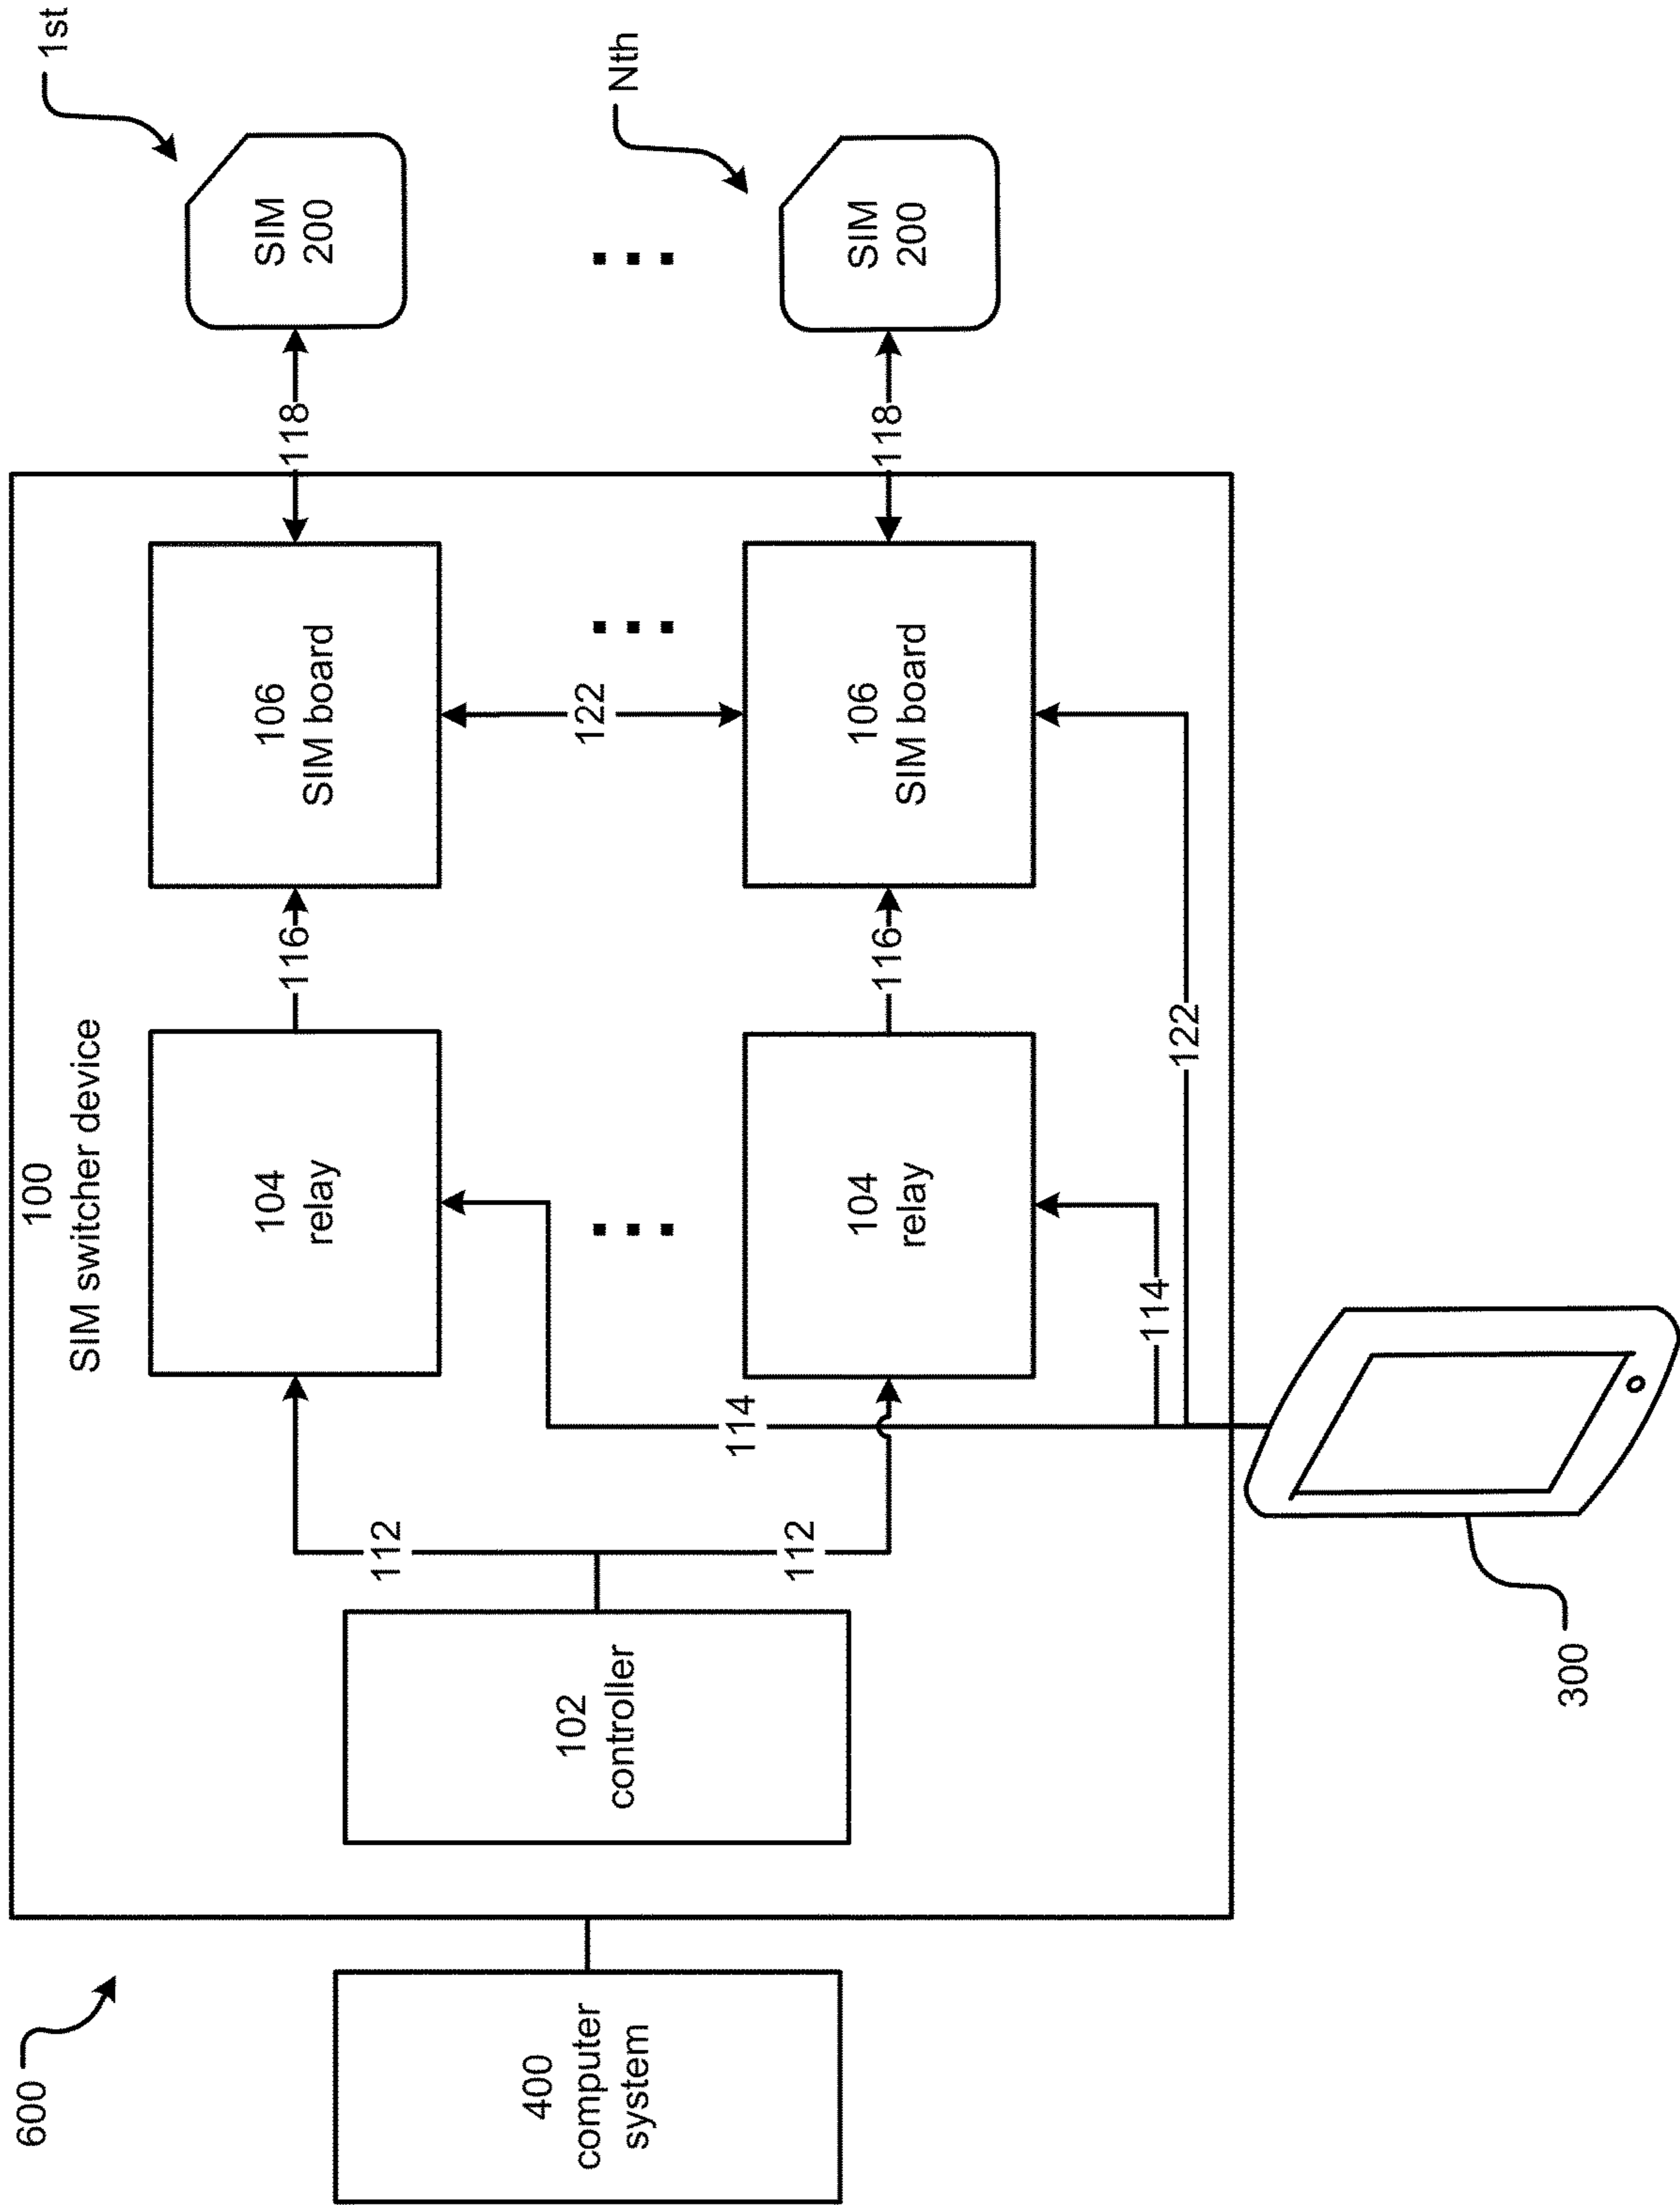 600
400
computer
system
100
SIM switcher device
102
controller
112
112
114
114
104
relay
104
relay
116
116
122
122
106
SIM board
106
SIM board
118
118
SIM
200
SIM
200
1st
Nth
300